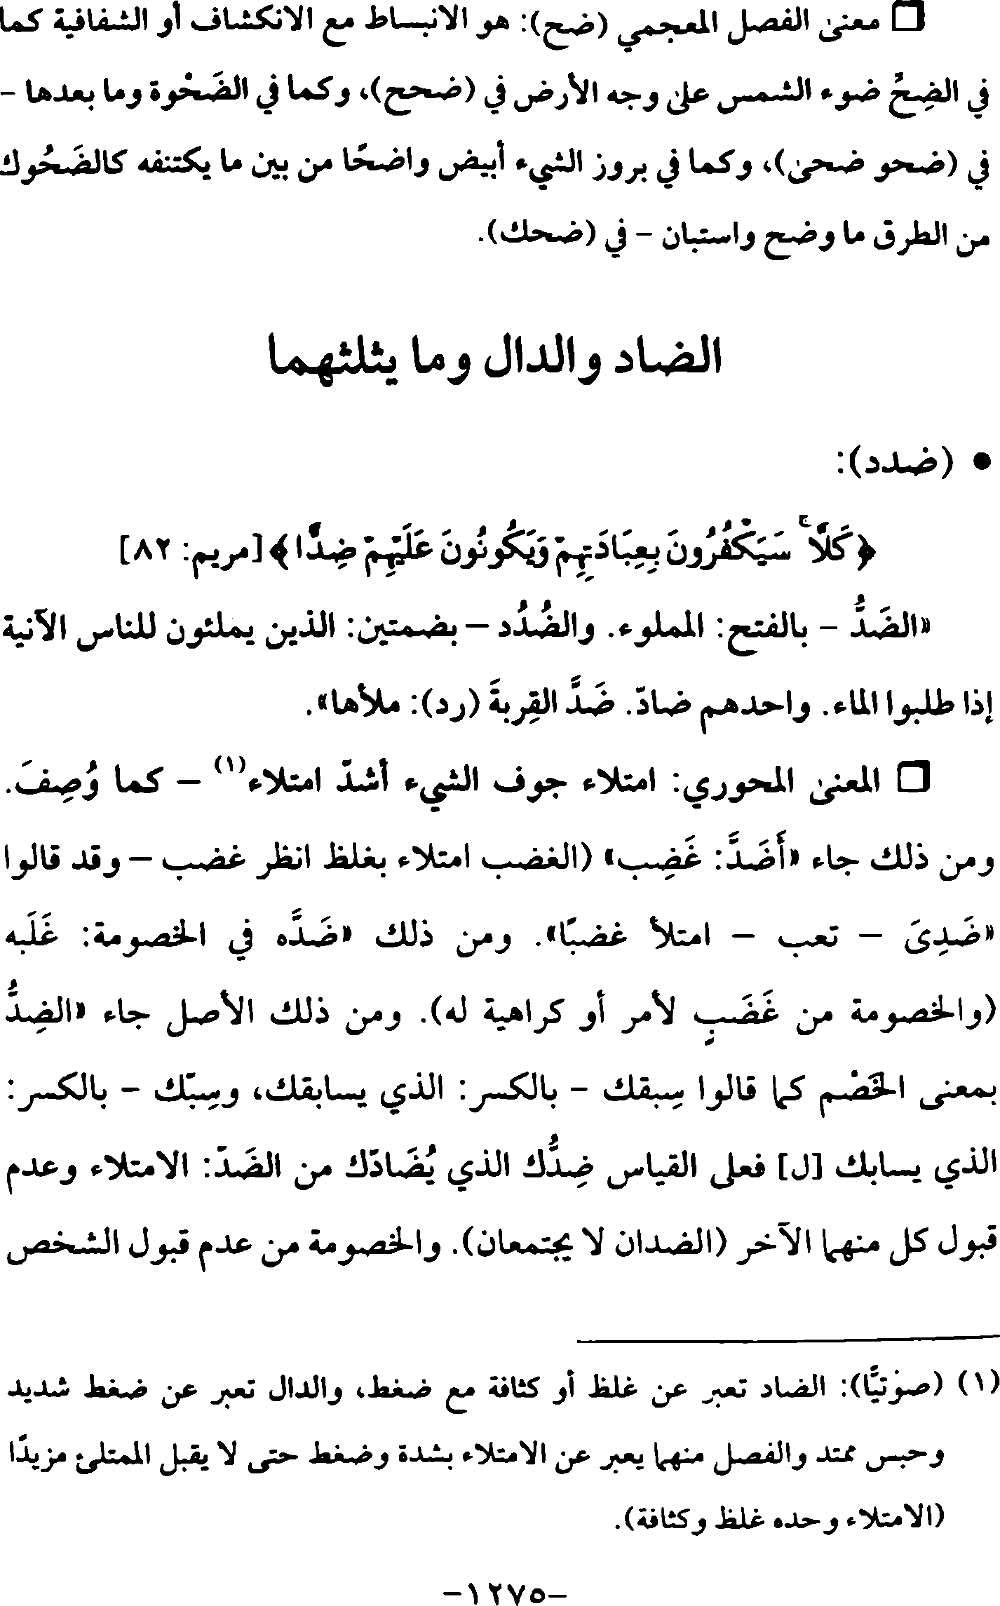 □ معنى الفصل المعجمي (ضح): هو الانبساط مع الانكشاف أو الشفافية كما
في الضِحُّ ضوء الشمس على وجه الأرض في (ضحح)، وكما في الضَحْوة وما بعدها –
في (ضحو ضحى)، وكما في بروز الشيء أبيض واضحًا من بين ما يكتنفه كالضَحُوك
من الطرق ما وضح واستبان – في (ضحك).
الضاد والدال وما يثلثهما
• (ضدد):
﴿كَلَّا ۚ سَيَكْفُرُونَ بِعِبَادَتِهِمْ وَيَكُونُونَ عَلَيْهِمْ ضِدًّا﴾ [مريم: ٨٢]
«الضَدُّ – بالفتح: المملوء. والضُدُد – بضمتين: الذين يملئون للناس الآنية
إذا طلبوا الماء. واحدهم ضادّ. ضَدَّ القِربةَ (رد): ملأها».
□ المعنى المحوري: امتلاء جوف الشيء أشدّ امتلاء(١) – كما وُصِفَ.
ومن ذلك جاء «أَضَدَّ: غَضِب» (الغضب امتلاء بغلظ انظر غضب – وقد قالوا
«ضَدِىَ – تعب – امتلأ غضبًا». ومن ذلك «ضَدَّه في الخصومة: غَلَبه
(والخصومة من غَضَبٍ لأمر أو كراهية له). ومن ذلك الأصل جاء «الضِدُّ
بمعنى الخَصْم كما قالوا سِبقك – بالكسر: الذي يسابقك، وسِبّك – بالكسر:
الذي يسابك [ل] فعلى القياس ضِدُّك الذي يُضَادّك من الضَدّ: الامتلاء وعدم
قبول كل منهما الآخر (الضدان لا يجتمعان). والخصومة من عدم قبول الشخص
(١) (صوْتيًّا): الضاد تعبر عن غلظ أو كثافة مع ضغط، والدال تعبر عن ضغط شديد
وحبس ممتد والفصل منهما يعبر عن الامتلاء بشدة وضغط حتى لا يقبل الممتلئ مزيدًا
(الامتلاء وحده غلظ وكثافة).
–١٢٧٥–